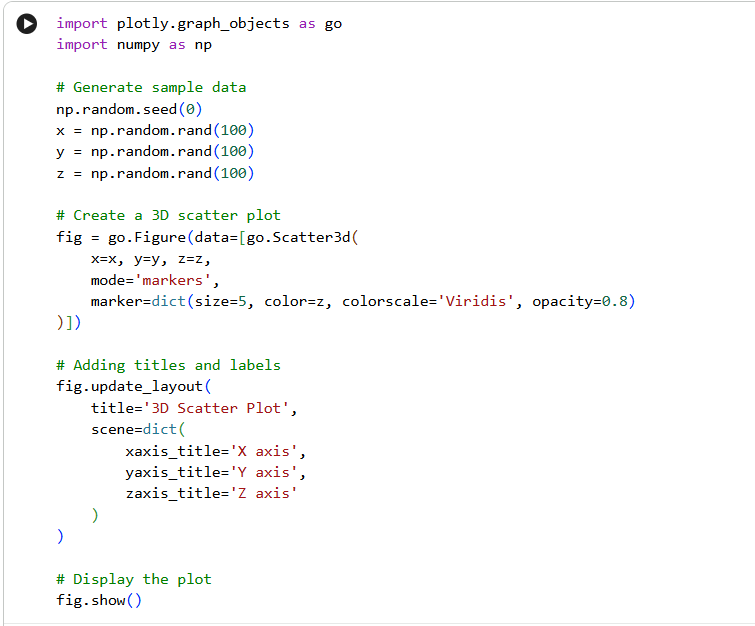 import plotly.graph_objects as go
import numpy as np
# Generate sample data
np.random.seed(0)
x = np.random.rand(100)
y = np.random.rand(100)
z = np.random.rand(100)
# Create a 3D scatter plot
fig = go.Figure(data=[go.Scatter3d(
    x=x, y=y, z=z,
    mode='markers',
    marker=dict(size=5, color=z, colorscale='Viridis', opacity=0.8)
)])
# Adding titles and labels
fig.update_layout(
    title='3D Scatter Plot',
    scene=dict(
        xaxis_title='X axis',
        yaxis_title='Y axis',
        zaxis_title='Z axis'
    )
)
# Display the plot
fig.show()